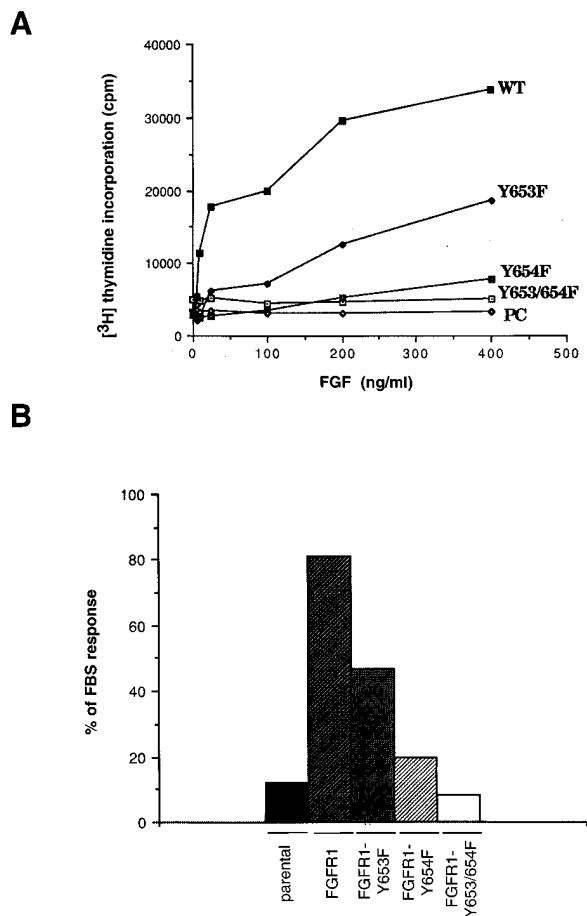 A
[³H] thymidine incorporation (cpm)
40000
30000
20000
10000
0
0
100
200
300
400
500
FGF (ng/ml)
WT
Y653F
Y654F
Y653/654F
PC
B
% of FBS response
100
80
60
40
20
0
parental
FGFR1
FGFR1-
Y653F
FGFR1-
Y654F
FGFR1-
Y653/654F